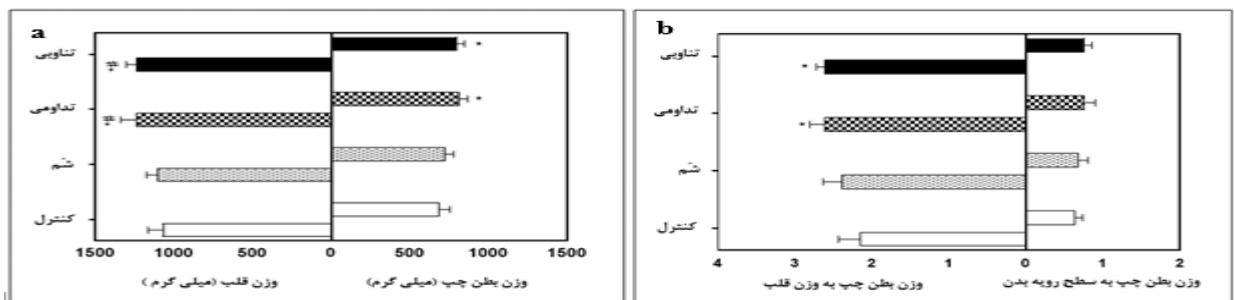 a
تناوبی
*
#
*
تداومی
*
#
*
شم
کنترل
1500 1000 500 0 500 1000 1500
وزن قلب (میلی گرم )
وزن بطن چپ (میلی گرم)
b
تناوبی
*
تداومی
*
شم
کنترل
4 3 2 1 0 1 2
وزن بطن چپ به وزن قلب
وزن بطن چپ به سطح رویه بدن